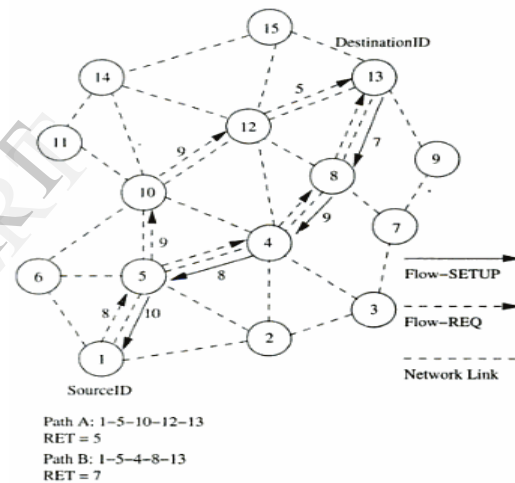 15
DestinationID
14
13
5
12
11
9
7
8
9
10
9
7
9
4
6
5
8
8
10
3
2
1
SourceID
Flow-SETUP
Flow-REQ
Network Link
Path A: 1-5-10-12-13
RET = 5
Path B: 1-5-4-8-13
RET = 7